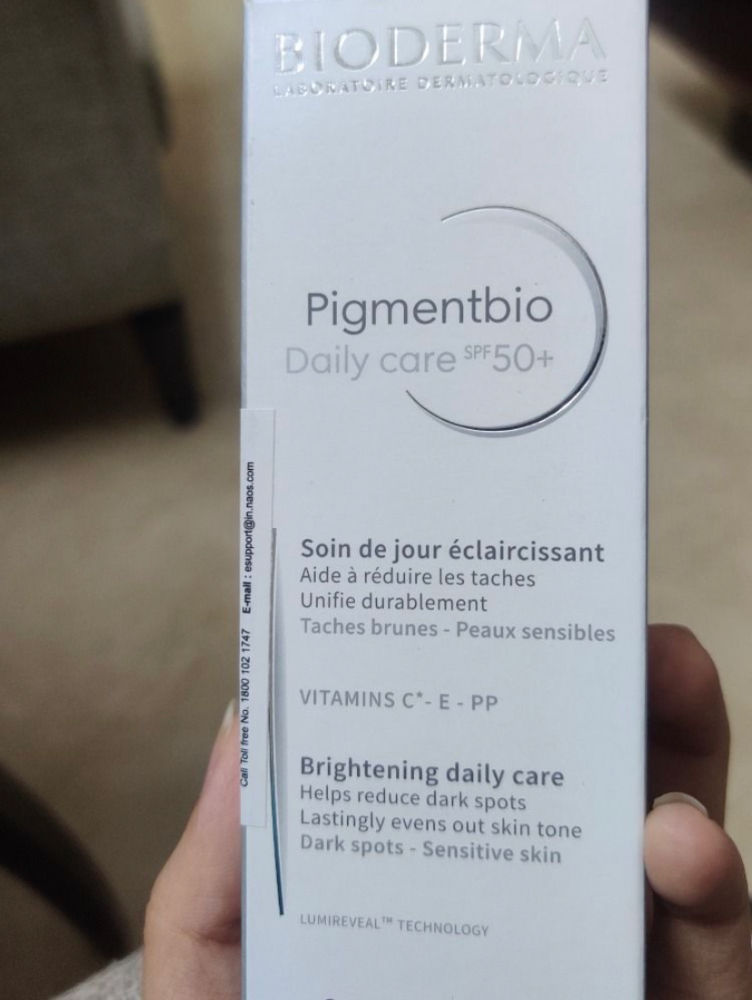 BIODERMA
LABORATOIRE DERMATOLOGIQUE
Pigmentbio
Daily care SPF50+
Soin de jour éclaircissant
Aide à réduire les taches
Unifie durablement
Taches brunes - Peaux sensibles
VITAMINS C*- E - PP
Brightening daily care
Helps reduce dark spots
Lastingly evens out skin tone
Dark spots - Sensitive skin
LUMIREVEAL™ TECHNOLOGY
Call Toll free No. 1800 102 1747 E-mail : esupport@in.naos.com